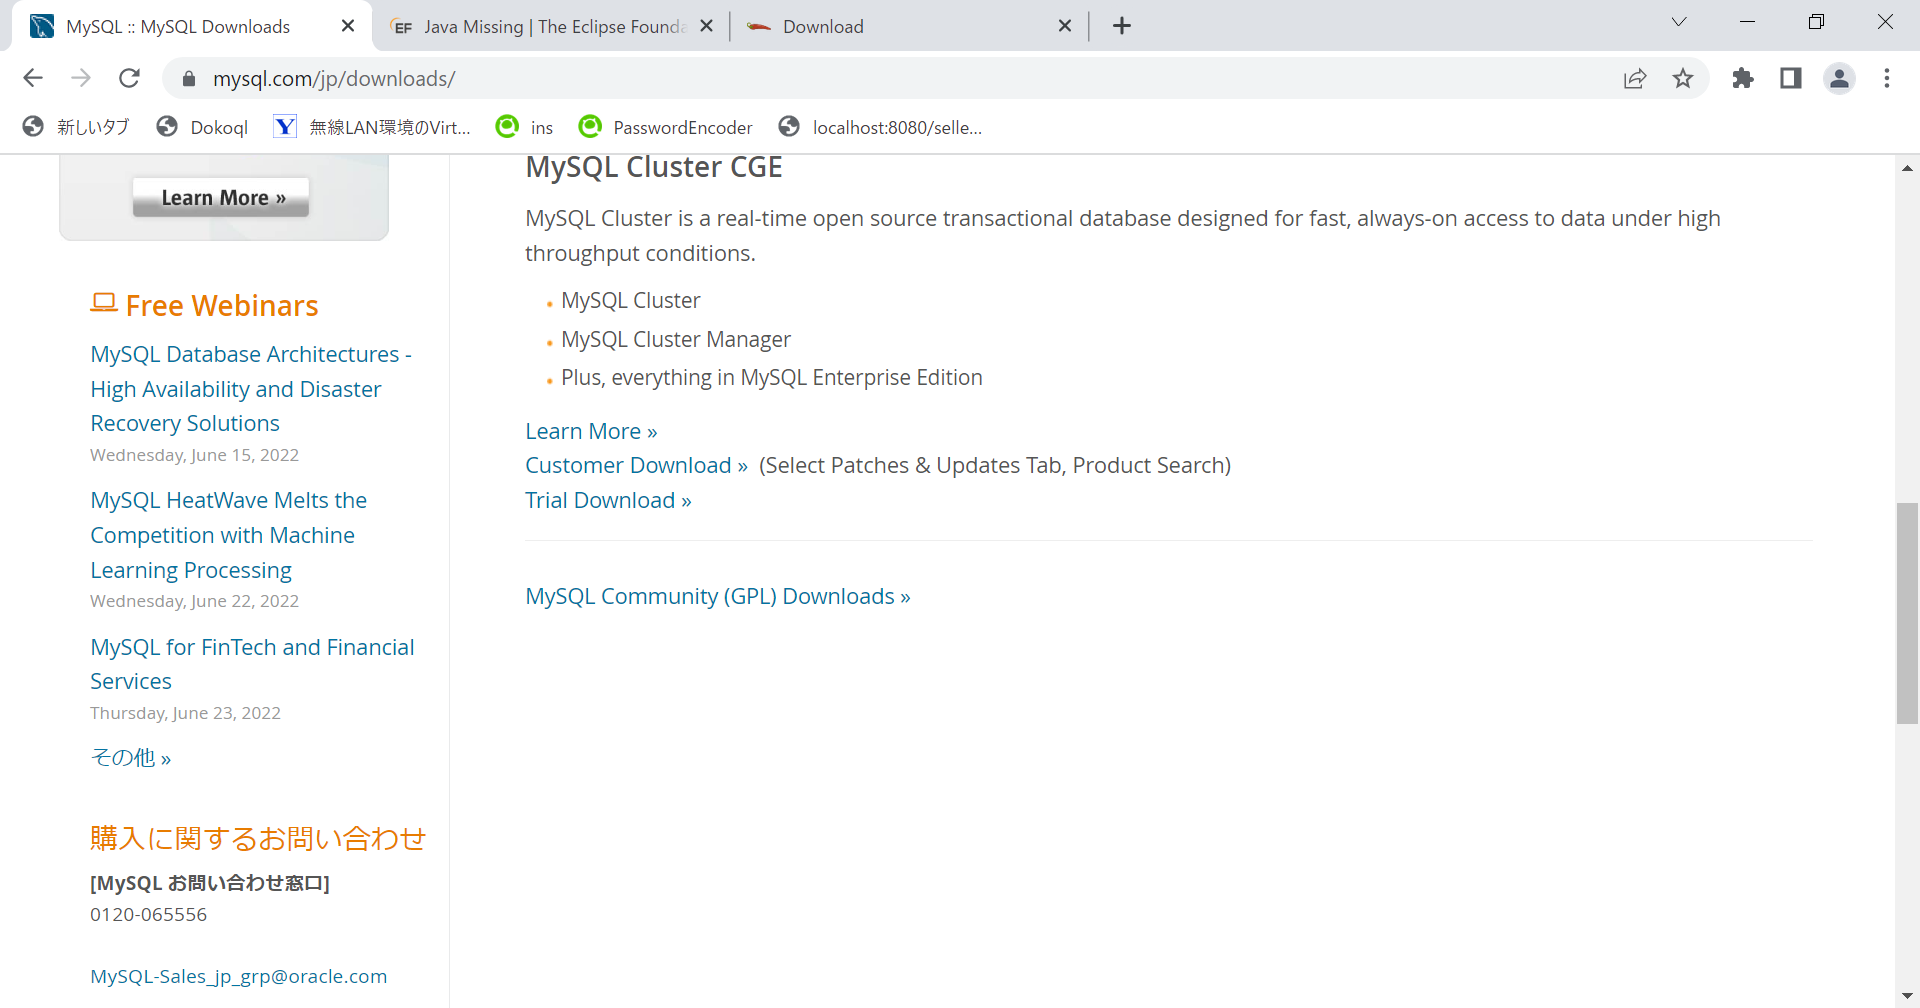 MySQL :: MySQL Downloads
EF Java Missing | The Eclipse Founda
Download
mysql.com/jp/downloads/
新しいタブ
Dokoql
Y 無線LAN環境のVirt...
ins
PasswordEncoder
localhost:8080/selle...
Learn More »
Free Webinars
MySQL Database Architectures -
High Availability and Disaster
Recovery Solutions
Wednesday, June 15, 2022
MySQL HeatWave Melts the
Competition with Machine
Learning Processing
Wednesday, June 22, 2022
MySQL for FinTech and Financial
Services
Thursday, June 23, 2022
その他 »
購入に関するお問い合わせ
[MySQL お問い合わせ窓口]
0120-065556
MySQL-Sales_jp_grp@oracle.com
MySQL Cluster CGE
MySQL Cluster is a real-time open source transactional database designed for fast, always-on access to data under high
throughput conditions.
MySQL Cluster
MySQL Cluster Manager
Plus, everything in MySQL Enterprise Edition
Learn More »
Customer Download » (Select Patches & Updates Tab, Product Search)
Trial Download »
MySQL Community (GPL) Downloads »